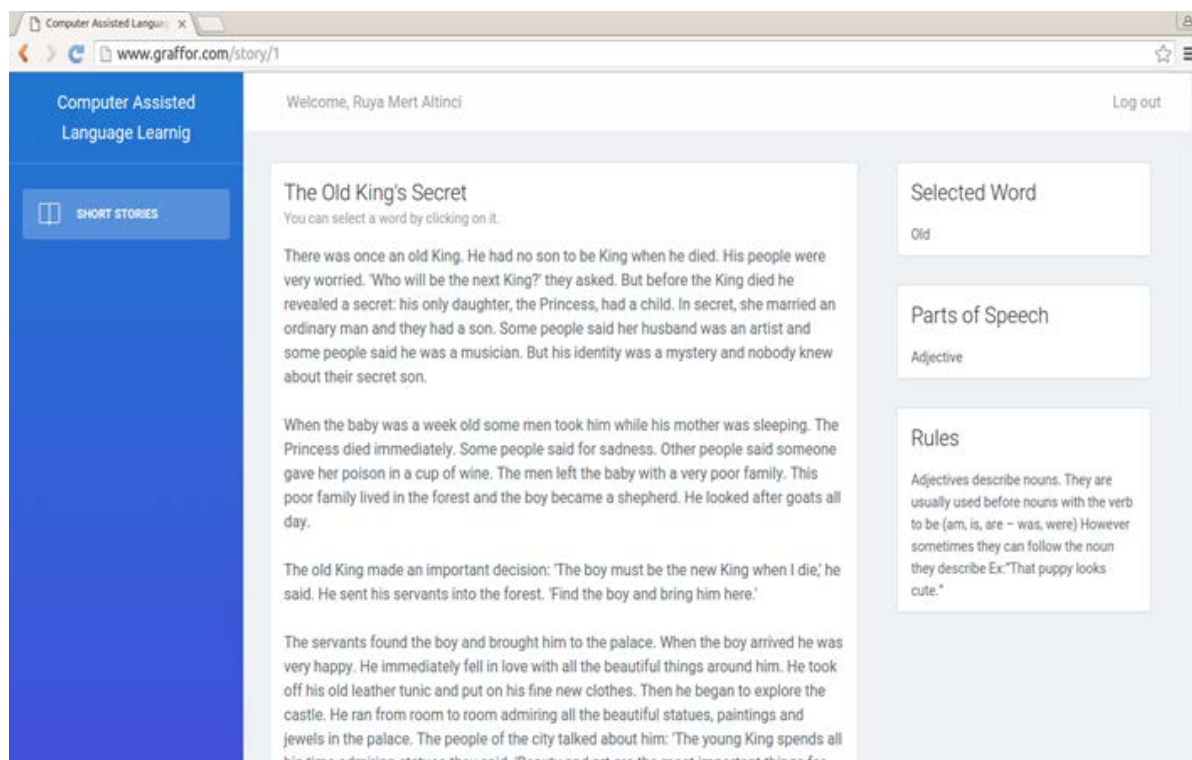 Computer Assisted Langua
www.graffor.com/story/1
Computer Assisted
Language Learnig
SHORT STORIES
Welcome, Ruya Mert Altinci
Log out
The Old King's Secret
You can select a word by clicking on it.
There was once an old King. He had no son to be King when he died. His people were
very worried. 'Who will be the next King?' they asked. But before the King died he
revealed a secret: his only daughter, the Princess, had a child. In secret, she married an
ordinary man and they had a son. Some people said her husband was an artist and
some people said he was a musician. But his identity was a mystery and nobody knew
about their secret son.
When the baby was a week old some men took him while his mother was sleeping. The
Princess died immediately. Some people said for sadness. Other people said someone
gave her poison in a cup of wine. The men left the baby with a very poor family. This
poor family lived in the forest and the boy became a shepherd. He looked after goats all
day.
The old King made an important decision: 'The boy must be the new King when I die,' he
said. He sent his servants into the forest. 'Find the boy and bring him here.'
The servants found the boy and brought him to the palace. When the boy arrived he was
very happy. He immediately fell in love with all the beautiful things around him. He took
off his old leather tunic and put on his fine new clothes. Then he began to explore the
castle. He ran from room to room admiring all the beautiful statues, paintings and
jewels in the palace. The people of the city talked about him: 'The young King spends all
his time admiring statues they said. 'Beauty and art are the most important things for
Selected Word
Old
Parts of Speech
Adjective
Rules
Adjectives describe nouns. They are
usually used before nouns with the verb
to be (am, is, are – was, were) However
sometimes they can follow the noun
they describe Ex:"That puppy looks
cute."